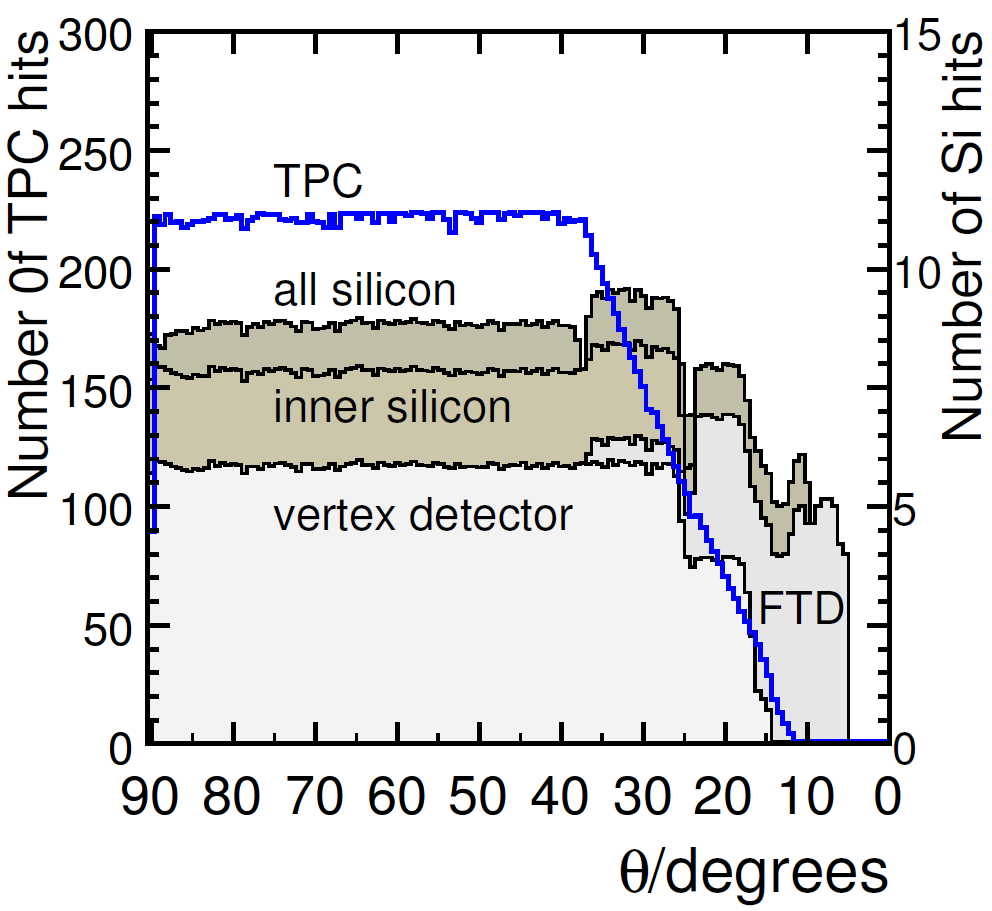 Number 0f TPC hits
300
250
200
150
100
50
0
TPC
all silicon
inner silicon
vertex detector
FTD
15
10
5
0
Number of Si hits
90 80 70 60 50 40 30 20 10 0
θ/degrees